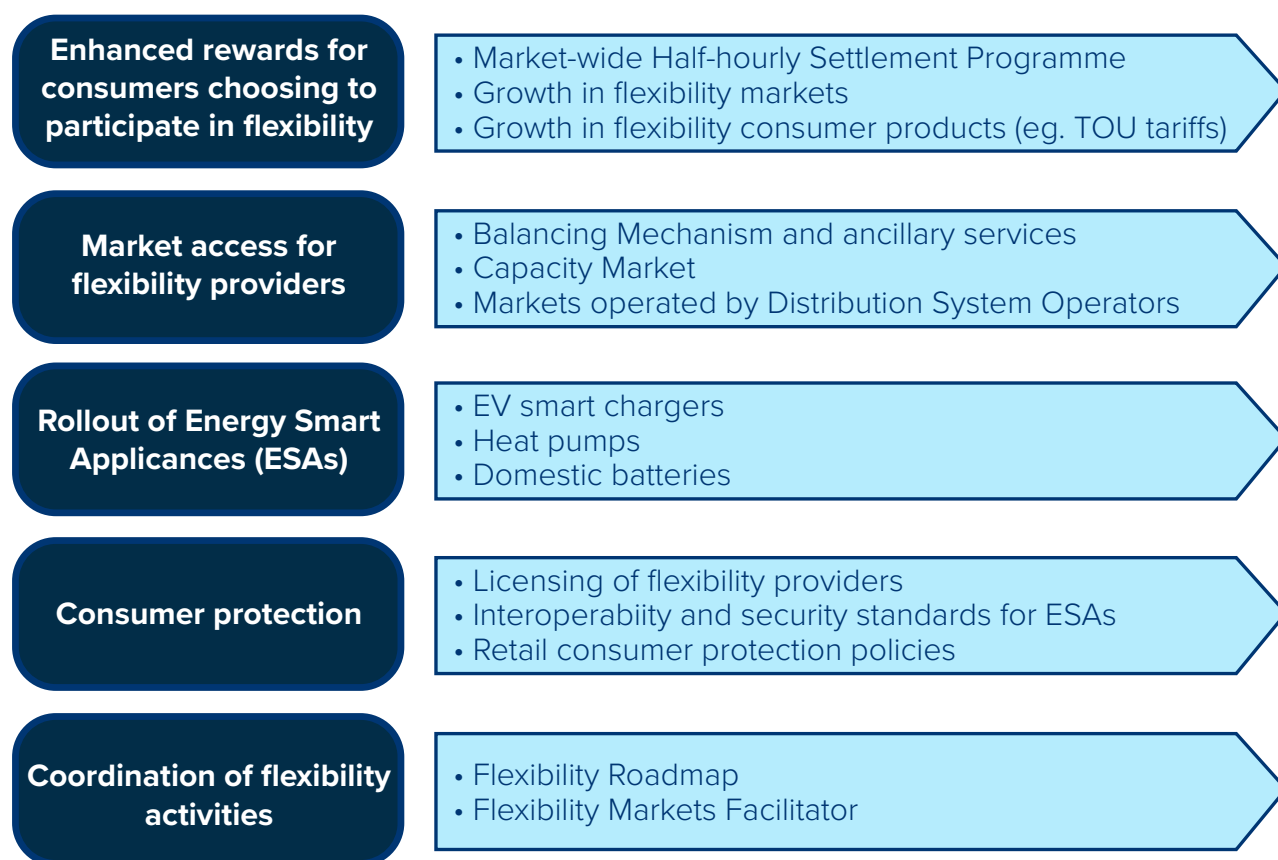 Enhanced rewards for
consumers choosing to
participate in flexibility
• Market-wide Half-hourly Settlement Programme
• Growth in flexibility markets
• Growth in flexibility consumer products (eg. TOU tariffs)
Market access for
flexibility providers
• Balancing Mechanism and ancillary services
• Capacity Market
• Markets operated by Distribution System Operators
Rollout of Energy Smart
Applicances (ESAs)
• EV smart chargers
• Heat pumps
• Domestic batteries
Consumer protection
• Licensing of flexibility providers
• Interoperabiity and security standards for ESAs
• Retail consumer protection policies
Coordination of flexibility
activities
• Flexibility Roadmap
• Flexibility Markets Facilitator